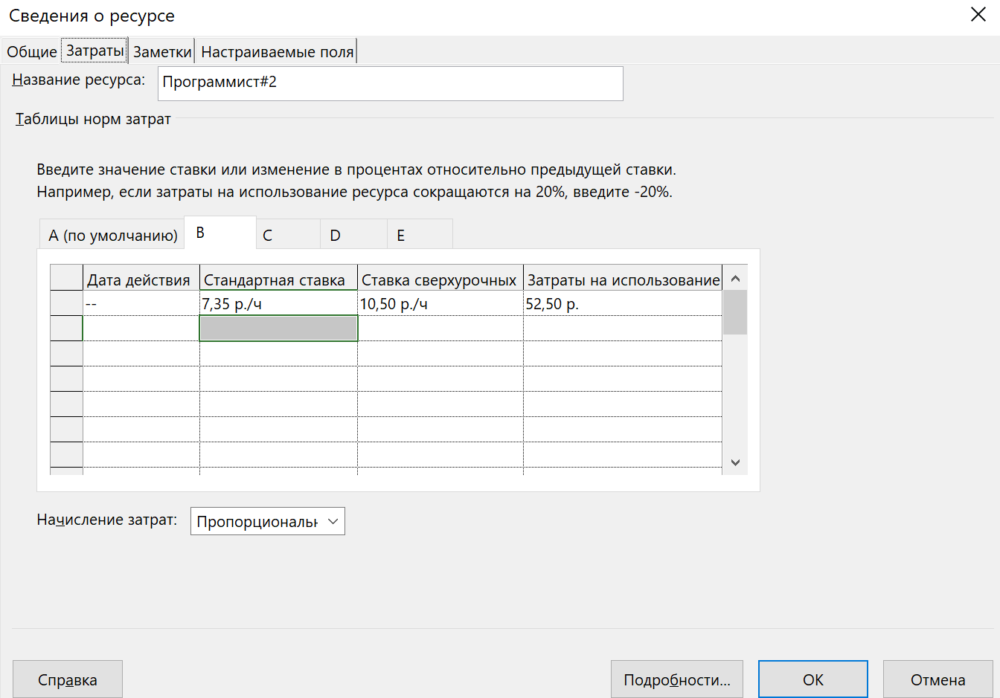 Сведения о ресурсе
Общие Затраты Заметки Настраиваемые поля
Название ресурса: Программист#2
Таблицы норм затрат
Введите значение ставки или изменение в процентах относительно предыдущей ставки.
Например, если затраты на использование ресурса сокращаются на 20%, введите -20%.
A (по умолчанию) B C D E
Дата действия Стандартная ставка Ставка сверхурочных Затраты на использование
-- 7,35 р./ч 10,50 р./ч 52,50 р.
Начисление затрат: Пропорциональн
Справка Подробности... ОК Отмена